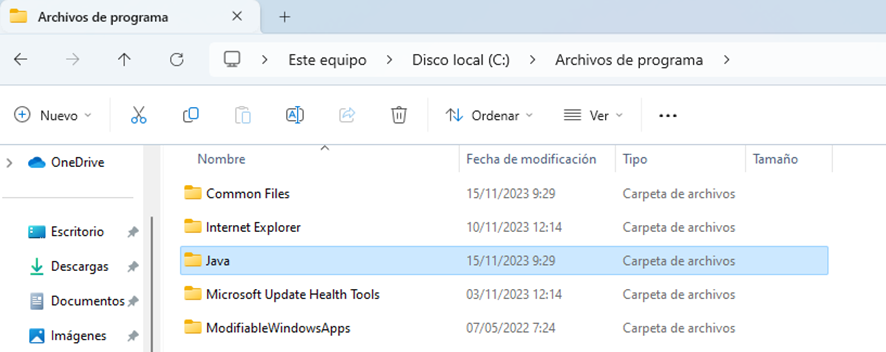 Archivos de programa
Este equipo Disco local (C:) Archivos de programa
Nuevo Ordenar Ver
OneDrive
Escritorio
Descargas
Documentos
Imágenes
Nombre Fecha de modificación Tipo Tamaño
Common Files 15/11/2023 9:29 Carpeta de archivos
Internet Explorer 10/11/2023 12:14 Carpeta de archivos
Java 15/11/2023 9:29 Carpeta de archivos
Microsoft Update Health Tools 03/11/2023 12:14 Carpeta de archivos
ModifiableWindowsApps 07/05/2022 7:24 Carpeta de archivos